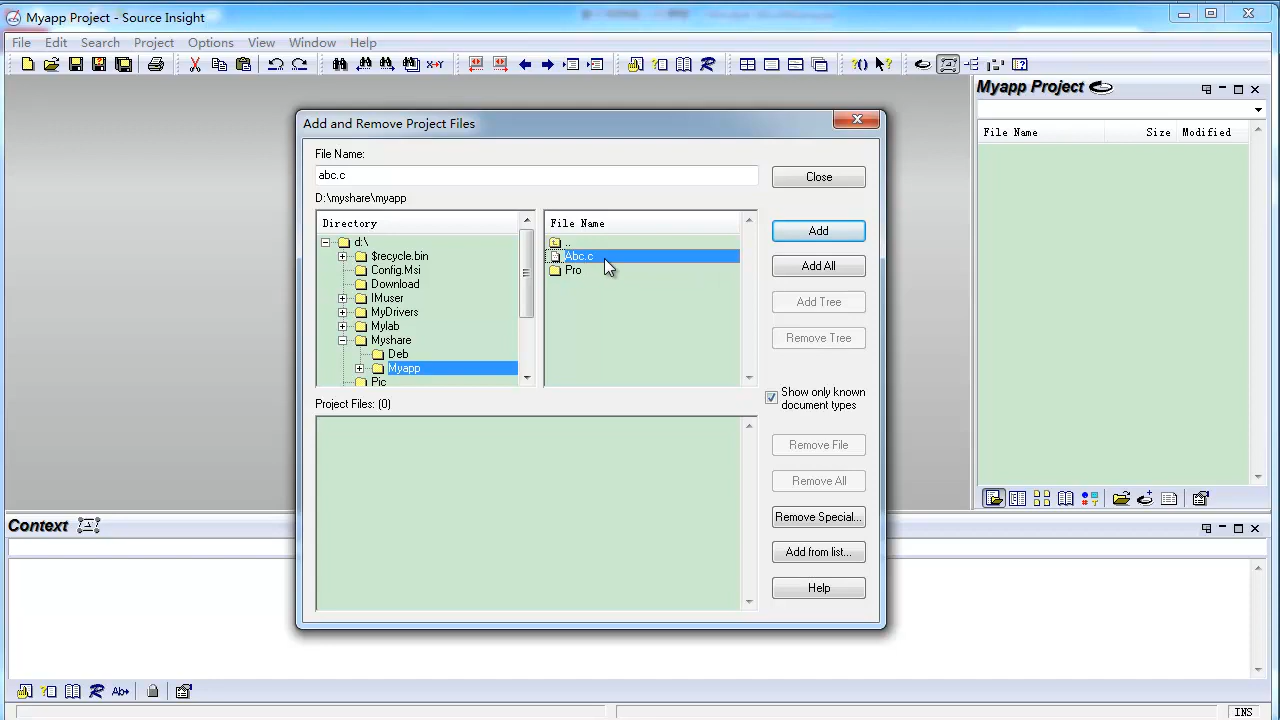 Myapp Project - Source Insight
File Edit Search Project Options View Window Help
Myapp Project
File Name Size Modified
Add and Remove Project Files
File Name:
abc.c
Close
D:\myshare\myapp
Directory
d:\
$recycle.bin
Config.Msi
Download
IMuser
MyDrivers
Mylab
Myshare
Deb
Myapp
Pic
File Name
..
Abc.c
Pro
Add
Add All
Add Tree
Remove Tree
Show only known
document types
Project Files: (0)
Remove File
Remove All
Remove Special...
Add from list...
Help
Context
INS